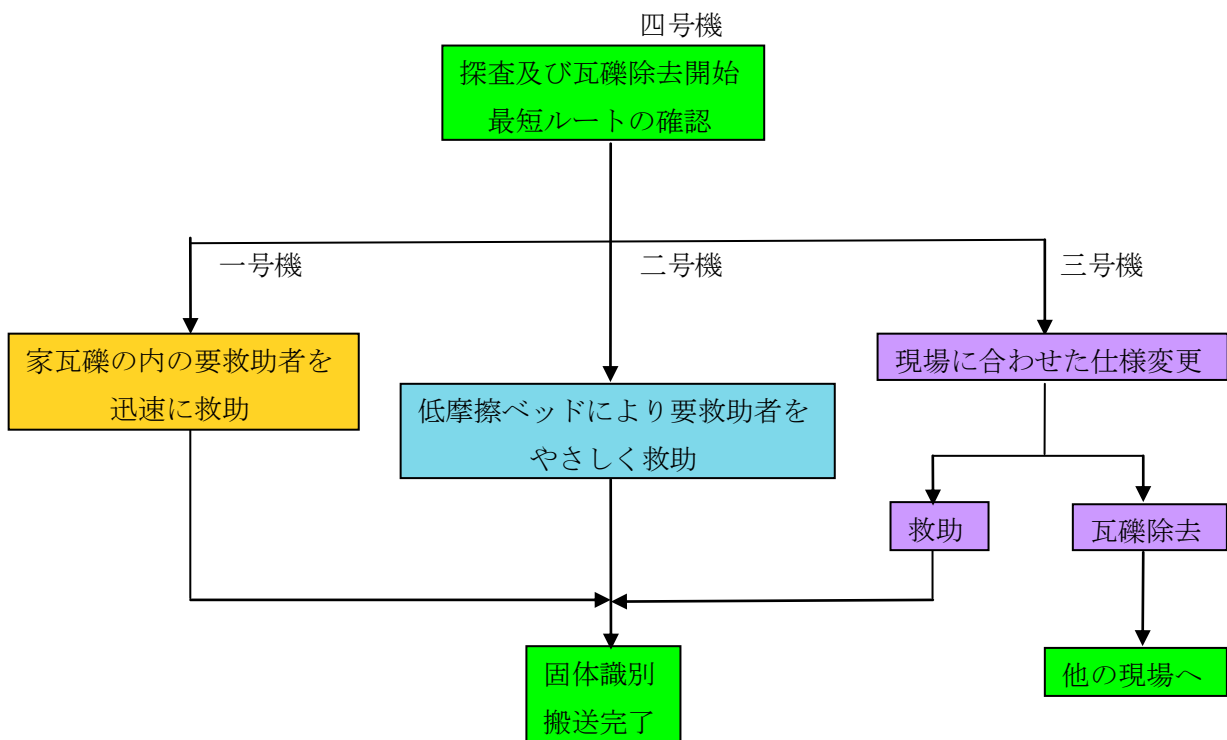 四号機
探査及び瓦礫除去開始
最短ルートの確認
一号機
二号機
三号機
家瓦礫の内の要救助者を
迅速に救助
低摩擦ベッドにより要救助者を
やさしく救助
現場に合わせた仕様変更
救助
瓦礫除去
固体識別
搬送完了
他の現場へ